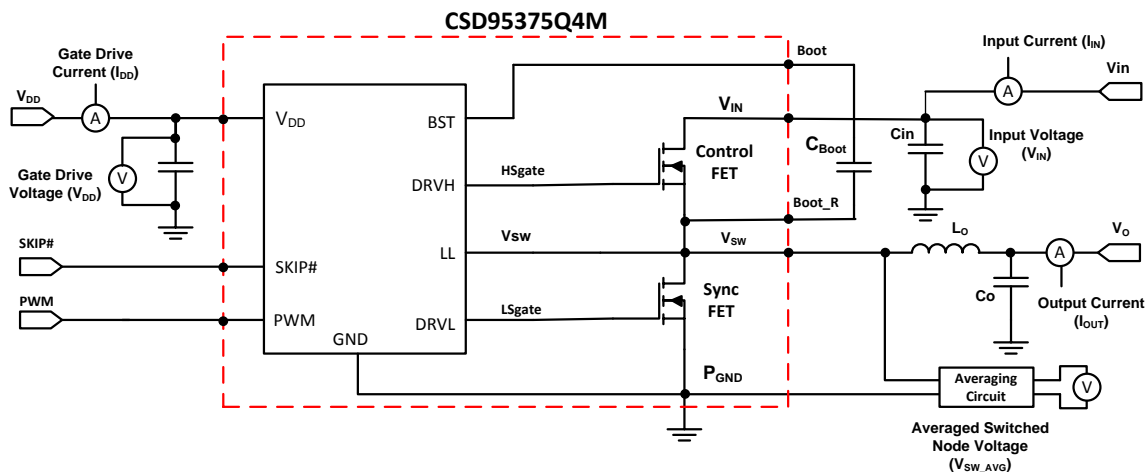 CSD95375Q4M
Gate Drive
Current (IDD)
VDD
A
V
Gate Drive
Voltage (VDD)
SKIP#
PWM
VDD
SKIP#
PWM
GND
BST
DRVH
LL
DRVL
HSgate
Vsw
LSgate
Control
FET
Sync
FET
Boot
VIN
CBoot
Boot_R
VSW
PGND
Input Current (IIN)
A
Vin
Cin
V
Input Voltage
(VIN)
LO
Co
A
VO
Output Current
(IOUT)
Averaging
Circuit
V
Averaged Switched
Node Voltage
(VSW_AVG)